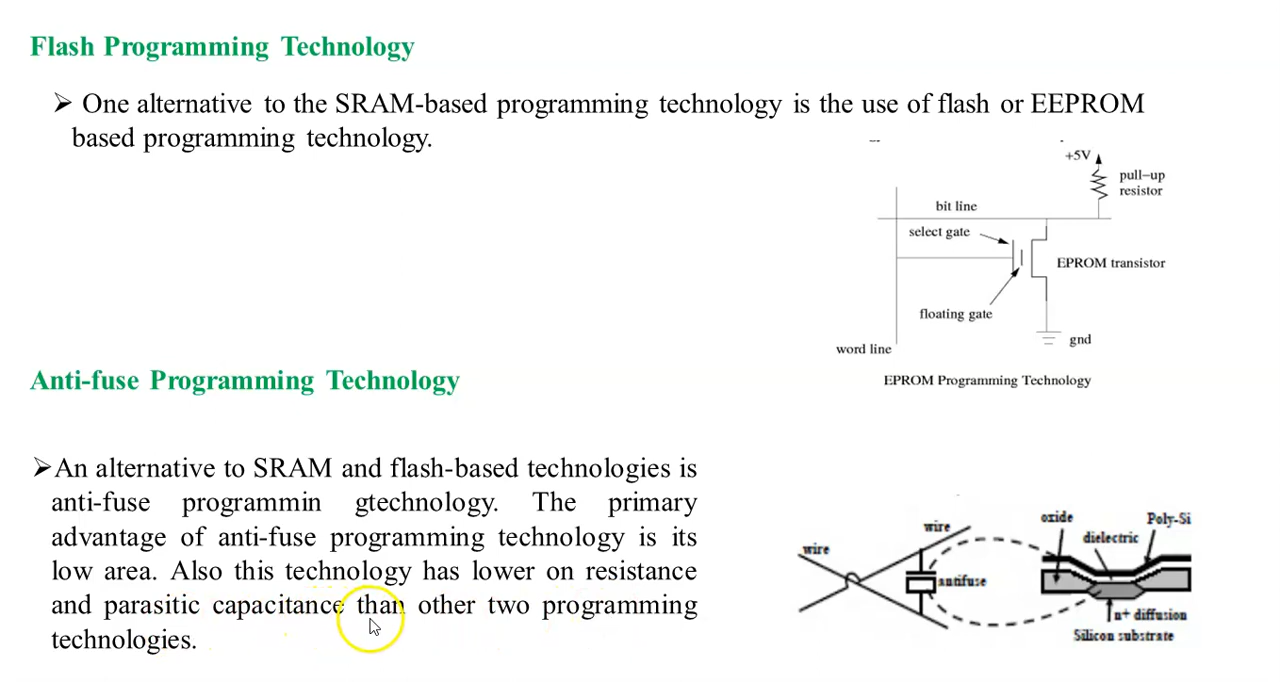 Flash Programming Technology
➢ One alternative to the SRAM-based programming technology is the use of flash or EEPROM
based programming technology.
+5V
pull-up
resistor
bit line
select gate
EPROM transistor
floating gate
gnd
word line
EPROM Programming Technology
Anti-fuse Programming Technology
➢An alternative to SRAM and flash-based technologies is
anti-fuse programmin gtechnology. The primary
advantage of anti-fuse programming technology is its
low area. Also this technology has lower on resistance
and parasitic capacitance than other two programming
technologies.
wire
wire
antifuse
oxide
Poly-Si
dielectric
n+ diffusion
Silicon substrate